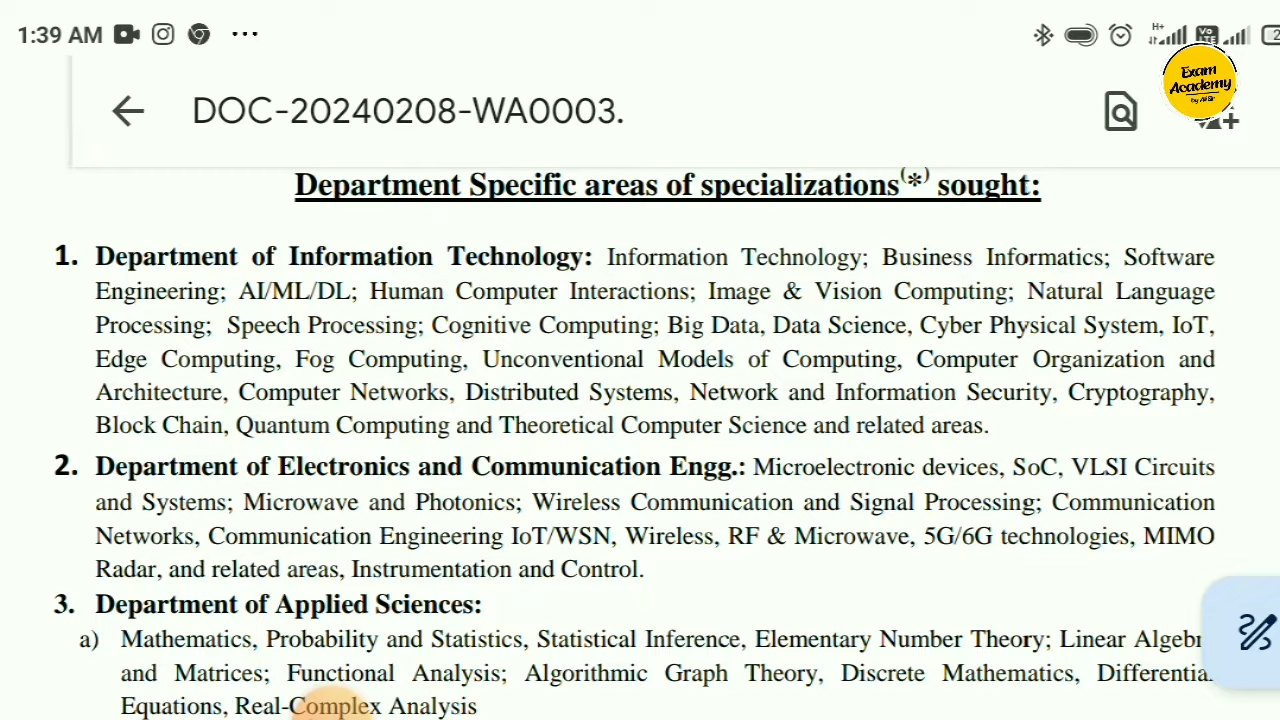 1:39 AM
H+
Vo
LTE
2
Exam
Academy
DOC-20240208-WA0003.
Department Specific areas of specializations(*) sought:
1. Department of Information Technology: Information Technology; Business Informatics; Software
Engineering; AI/ML/DL; Human Computer Interactions; Image & Vision Computing; Natural Language
Processing; Speech Processing; Cognitive Computing; Big Data, Data Science, Cyber Physical System, IoT,
Edge Computing, Fog Computing, Unconventional Models of Computing, Computer Organization and
Architecture, Computer Networks, Distributed Systems, Network and Information Security, Cryptography,
Block Chain, Quantum Computing and Theoretical Computer Science and related areas.
2. Department of Electronics and Communication Engg.: Microelectronic devices, SoC, VLSI Circuits
and Systems; Microwave and Photonics; Wireless Communication and Signal Processing; Communication
Networks, Communication Engineering IoT/WSN, Wireless, RF & Microwave, 5G/6G technologies, MIMO
Radar, and related areas, Instrumentation and Control.
3. Department of Applied Sciences:
a) Mathematics, Probability and Statistics, Statistical Inference, Elementary Number Theory; Linear Algebr
and Matrices; Functional Analysis; Algorithmic Graph Theory, Discrete Mathematics, Differentia
Equations, Real-Complex Analysis